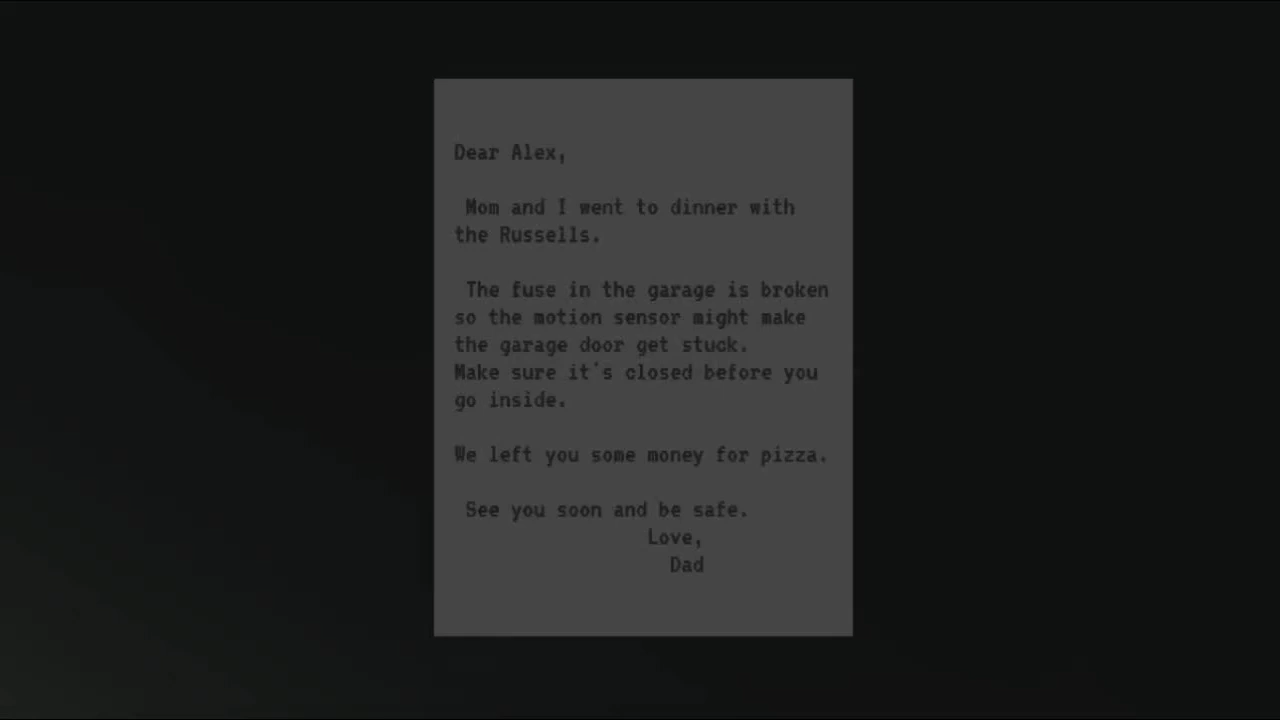 Dear Alex,
Mom and I went to dinner with
the Russells.
The fuse in the garage is broken
so the motion sensor might make
the garage door get stuck.
Make sure it's closed before you
go inside.
We left you some money for pizza.
See you soon and be safe.
Love,
Dad